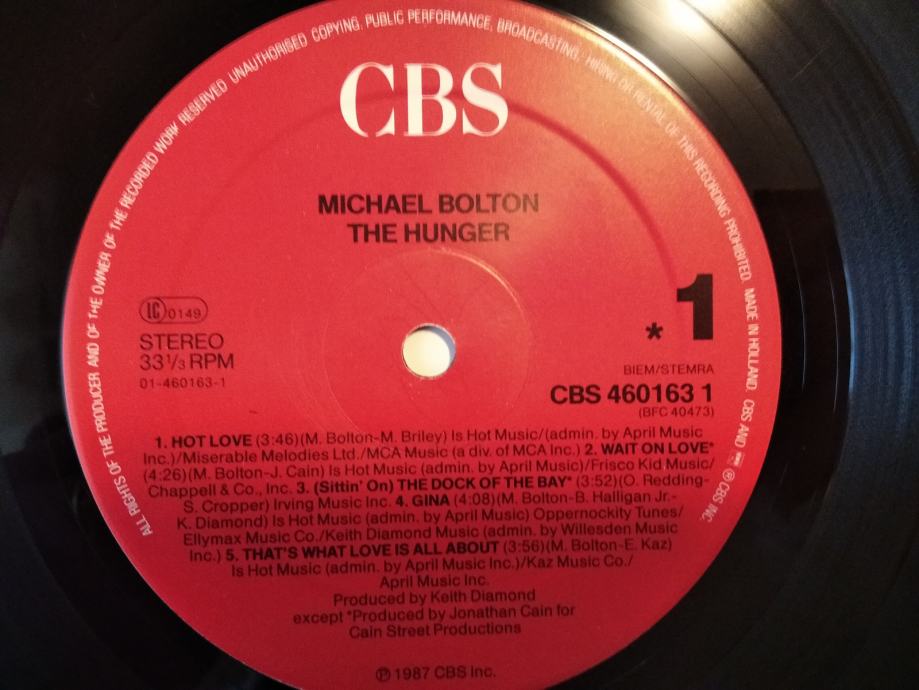 ALL RIGHTS OF THE PRODUCER AND OF THE OWNER OF THE RECORDED WORK RESERVED UNAUTHORISED COPYING, PUBLIC PERFORMANCE, BROADCASTING, HIRING OR RENTAL OF THIS RECORDING PROHIBITED. MADE IN HOLLAND. CBS AND ℗ CBS INC.
CBS
MICHAEL BOLTON
THE HUNGER
LC 0149
STEREO
33 1/3 RPM
01-460163-1
* 1
BIEM/STEMRA
CBS 460163 1
(BFC 40473)
1. HOT LOVE (3:46)(M. Bolton-M. Briley) Is Hot Music/(admin. by April Music
Inc.)/Miserable Melodies Ltd./MCA Music (a div. of MCA Inc.) 2. WAIT ON LOVE*
(4:26)(M. Bolton-J. Cain) Is Hot Music (admin. by April Music)/Frisco Kid Music/
Chappell & Co., Inc. 3. (Sittin' On) THE DOCK OF THE BAY* (3:52)(O. Redding-
S. Cropper) Irving Music Inc. 4. GINA (4:08)(M. Bolton-B. Halligan Jr.-
K. Diamond) Is Hot Music (admin. by April Music) Oppernockity Tunes/
Ellymax Music Co./Keith Diamond Music (admin. by Willesden Music
Inc.) 5. THAT'S WHAT LOVE IS ALL ABOUT (3:56)(M. Bolton-E. Kaz)
Is Hot Music (admin. by April Music Inc.)/Kaz Music Co./
April Music Inc.
Produced by Keith Diamond
except *Produced by Jonathan Cain for
Cain Street Productions
℗ 1987 CBS Inc.